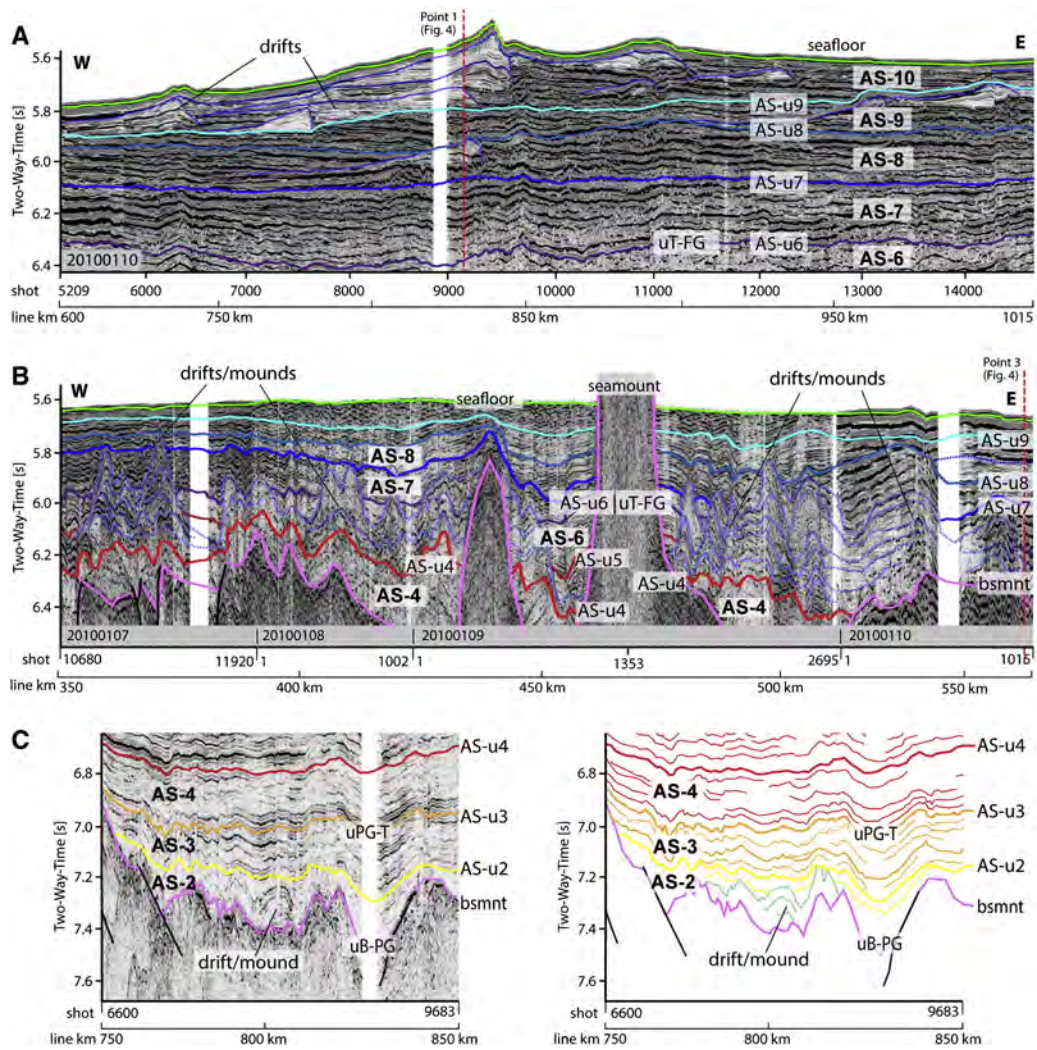 A
Point 1
(Fig. 4)
W
drifts
seafloor
E
Two-Way-Time [s]
5.6
5.8
6.0
6.2
6.4
AS-10
AS-u9
AS-9
AS-u8
AS-8
AS-u7
AS-7
uT-FG
AS-u6
AS-6
20100110
shot
5209 6000 7000 8000 9000 10000 11000 12000 13000 14000
line km 600 750 km 850 km 950 km 1015
B
W
drifts/mounds
seafloor
seamount
drifts/mounds
Point 3
(Fig. 4)
E
Two-Way-Time [s]
5.6
5.8
6.0
6.2
6.4
AS-u9
AS-8
AS-u8
AS-7
AS-u6 uT-FG
AS-u7
AS-6
AS-u5
AS-u4
AS-u4
bsmnt
AS-4
AS-u4
AS-4
20100107 20100108 20100109 20100110
shot
10680 11920 1 1002 1 1353 2695 1 1015
line km 350 400 km 450 km 500 km 550 km
C
Two-Way-Time [s]
6.8
7.0
7.2
7.4
7.6
AS-u4
AS-4
AS-u3
uPG-T
AS-3
AS-u2
AS-2
bsmnt
uB-PG
drift/mound
shot
6600 9683
line km 750 800 km 850 km
Two-Way-Time [s]
6.8
7.0
7.2
7.4
7.6
AS-u4
AS-4
AS-u3
uPG-T
AS-3
AS-u2
AS-2
bsmnt
uB-PG
drift/mound
shot
6600 9683
line km 750 800 km 850 km